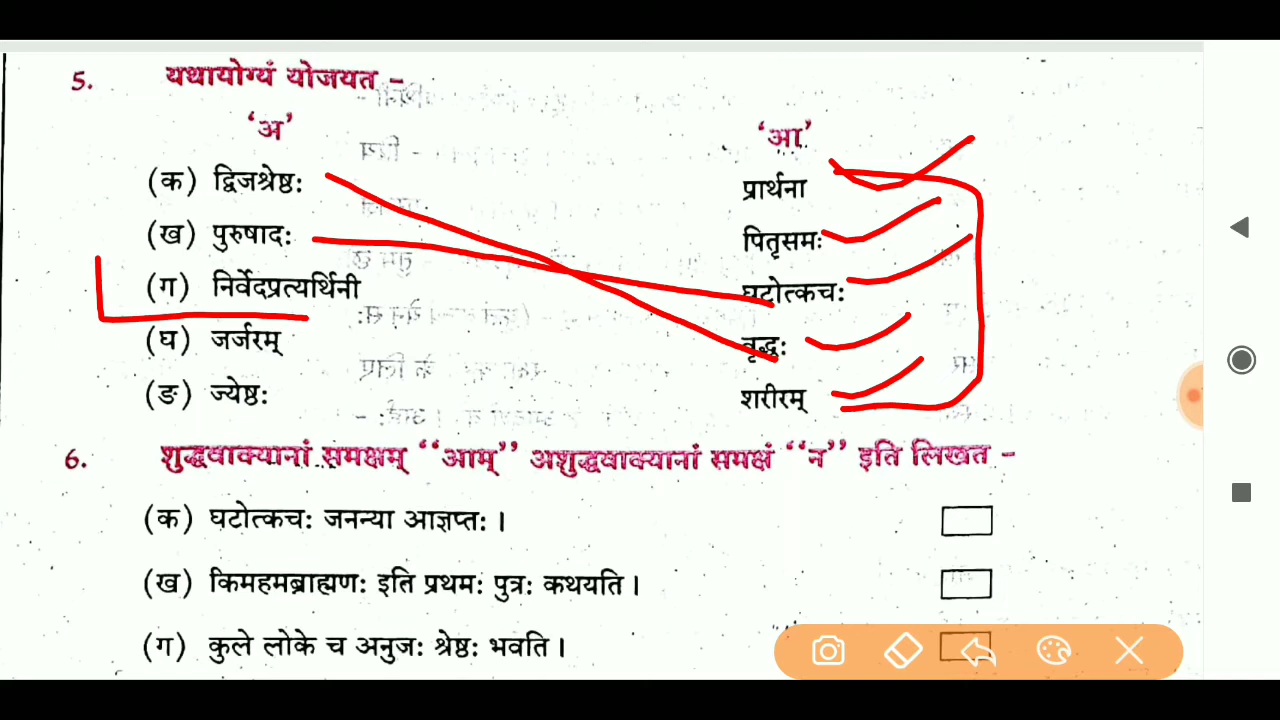 5. यथायोग्यं योजयत -
'अ' 'आ'
(क) द्विजश्रेष्ठः प्रार्थना
(ख) पुरुषादः पितृसमः
(ग) निर्वेदप्रत्यर्थिनी घटोत्कचः
(घ) जर्जरम् वृद्धः
(ङ) ज्येष्ठः शरीरम्
6. शुद्धवाक्यानां समक्षम् "आम्" अशुद्धवाक्यानां समक्षं "न" इति लिखत -
(क) घटोत्कचः जनन्या आज्ञप्तः ।
(ख) किमहमब्राह्मणः इति प्रथमः पुत्रः कथयति ।
(ग) कुले लोके च अनुजः श्रेष्ठः भवति ।